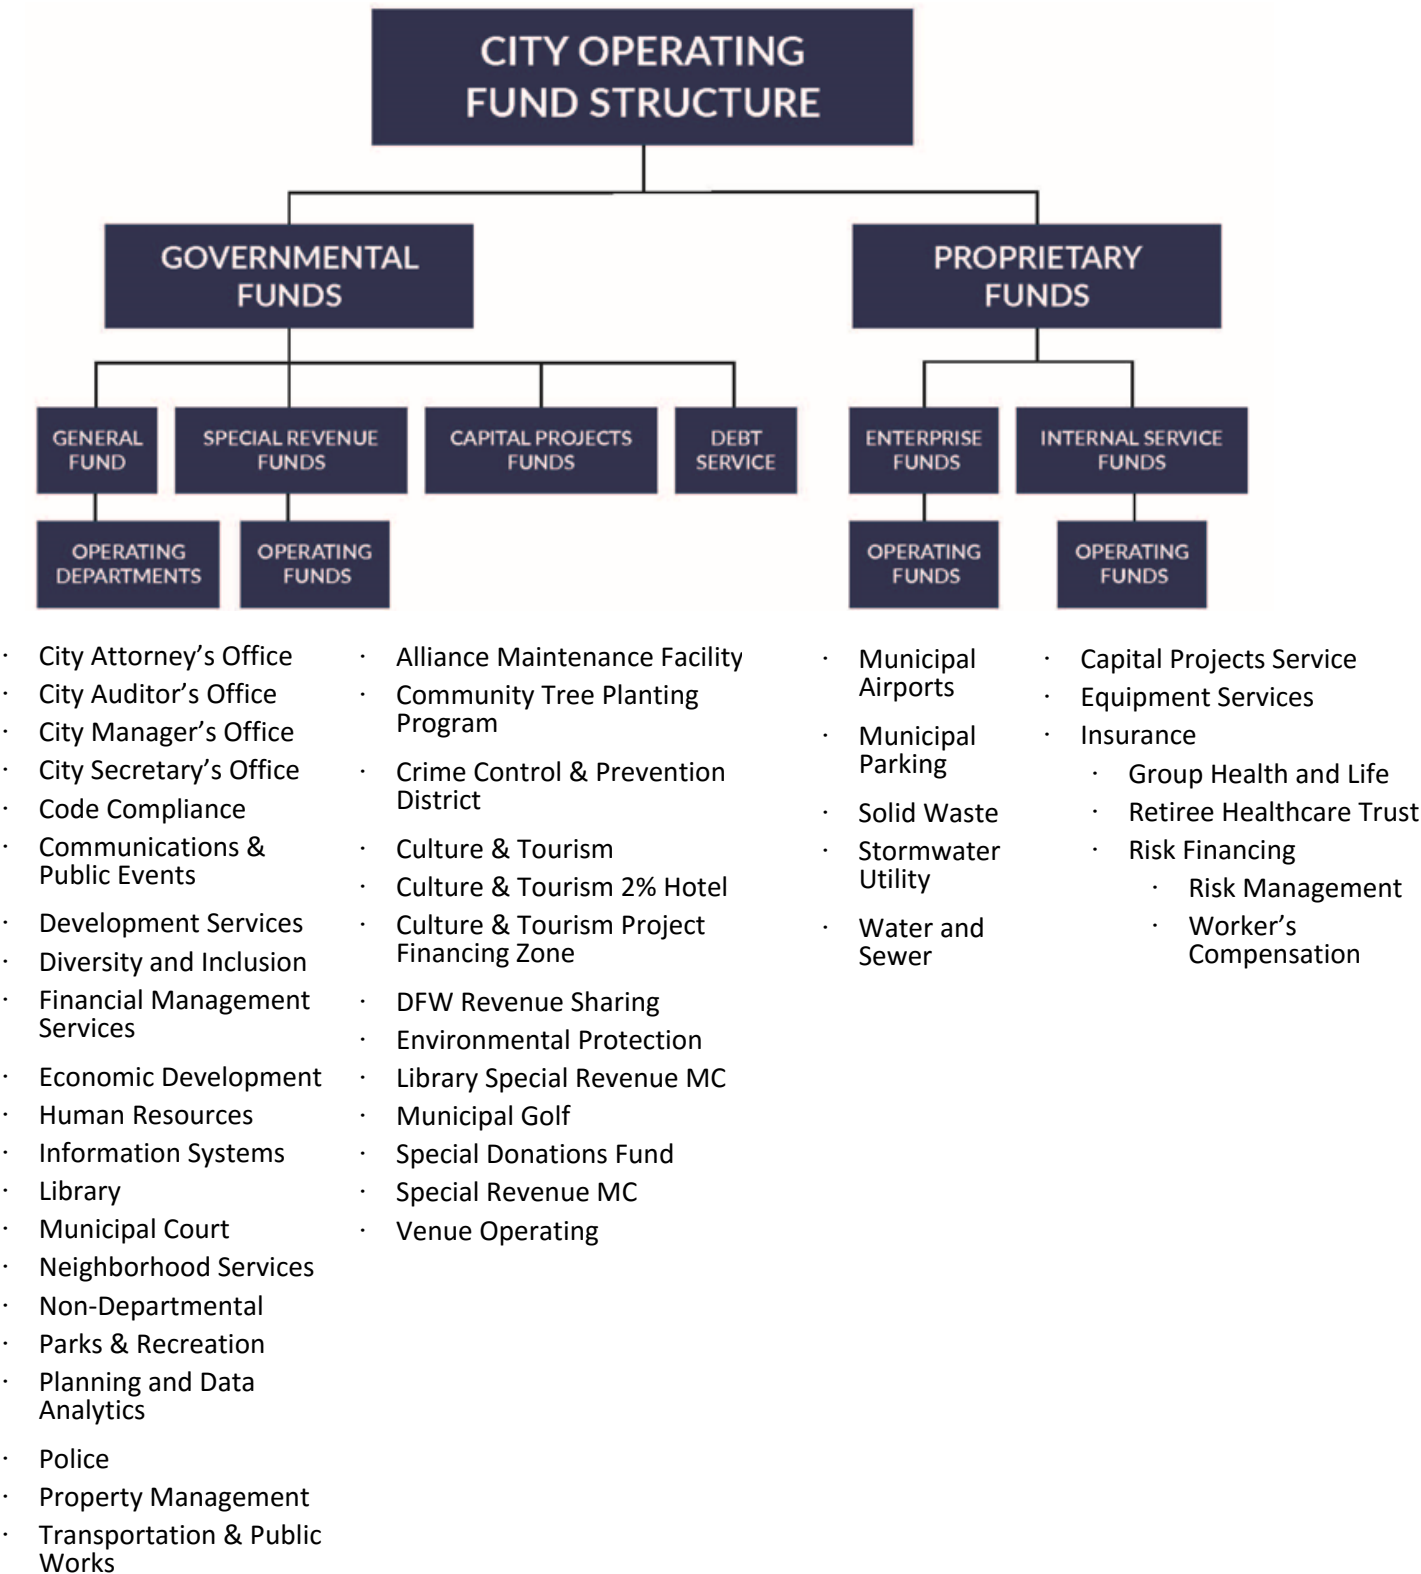 CITY OPERATING
FUND STRUCTURE
GOVERNMENTAL
FUNDS
PROPRIETARY
FUNDS
GENERAL
FUND
SPECIAL REVENUE
FUNDS
CAPITAL PROJECTS
FUNDS
DEBT
SERVICE
ENTERPRISE
FUNDS
INTERNAL SERVICE
FUNDS
OPERATING
DEPARTMENTS
OPERATING
FUNDS
OPERATING
FUNDS
OPERATING
FUNDS
· City Attorney’s Office
· City Auditor’s Office
· City Manager’s Office
· City Secretary’s Office
· Code Compliance
· Communications &
Public Events
· Development Services
· Diversity and Inclusion
· Financial Management
Services
· Economic Development
· Human Resources
· Information Systems
· Library
· Municipal Court
· Neighborhood Services
· Non-Departmental
· Parks & Recreation
· Planning and Data
Analytics
· Police
· Property Management
· Transportation & Public
Works
· Alliance Maintenance Facility
· Community Tree Planting
Program
· Crime Control & Prevention
District
· Culture & Tourism
· Culture & Tourism 2% Hotel
· Culture & Tourism Project
Financing Zone
· DFW Revenue Sharing
· Environmental Protection
· Library Special Revenue MC
· Municipal Golf
· Special Donations Fund
· Special Revenue MC
· Venue Operating
· Municipal
Airports
· Municipal
Parking
· Solid Waste
· Stormwater
Utility
· Water and
Sewer
· Capital Projects Service
· Equipment Services
· Insurance
· Group Health and Life
· Retiree Healthcare Trust
· Risk Financing
· Risk Management
· Worker’s
Compensation